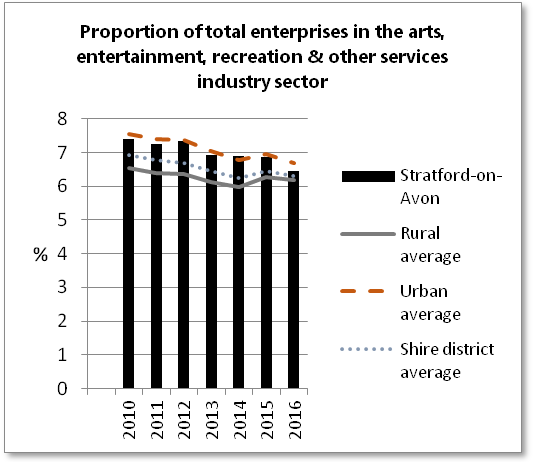 Proportion of total enterprises in the arts,
entertainment, recreation & other services
industry sector
8
7
6
5
% 4
3
2
1
0
2010 2011 2012 2013 2014 2015 2016
Stratford-on-
Avon
Rural
average
Urban
average
Shire district
average